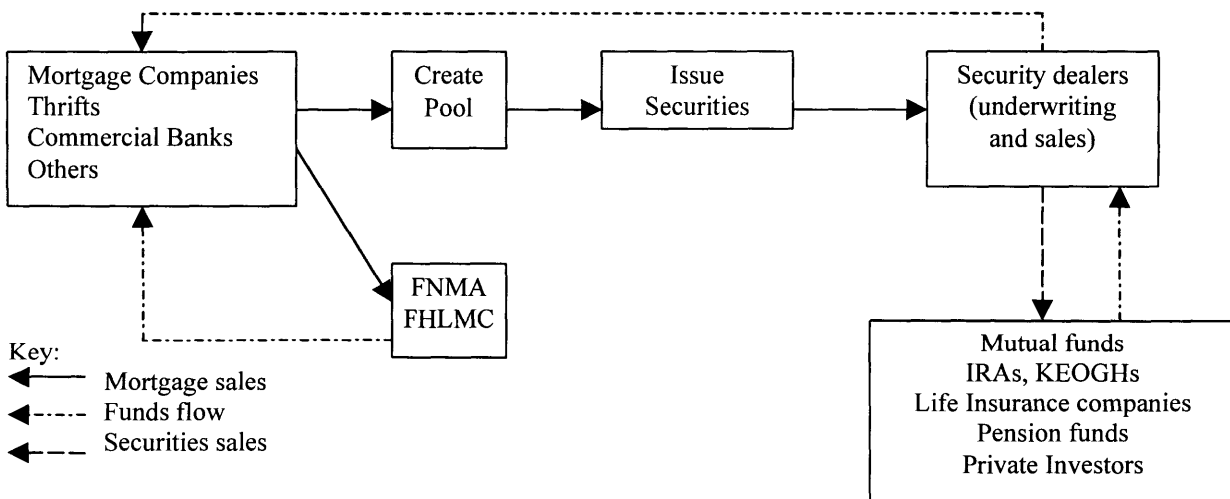 Mortgage Companies
Thrifts
Commercial Banks
Others
Create
Pool
Issue
Securities
Security dealers
(underwriting
and sales)
FNMA
FHLMC
Mutual funds
IRAs, KEOGHs
Life Insurance companies
Pension funds
Private Investors
Key:
Mortgage sales
Funds flow
Securities sales